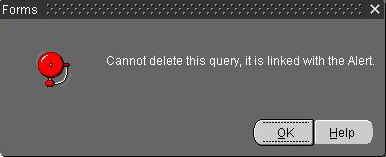 Forms
Cannot delete this query, it is linked with the Alert.
OK
Help